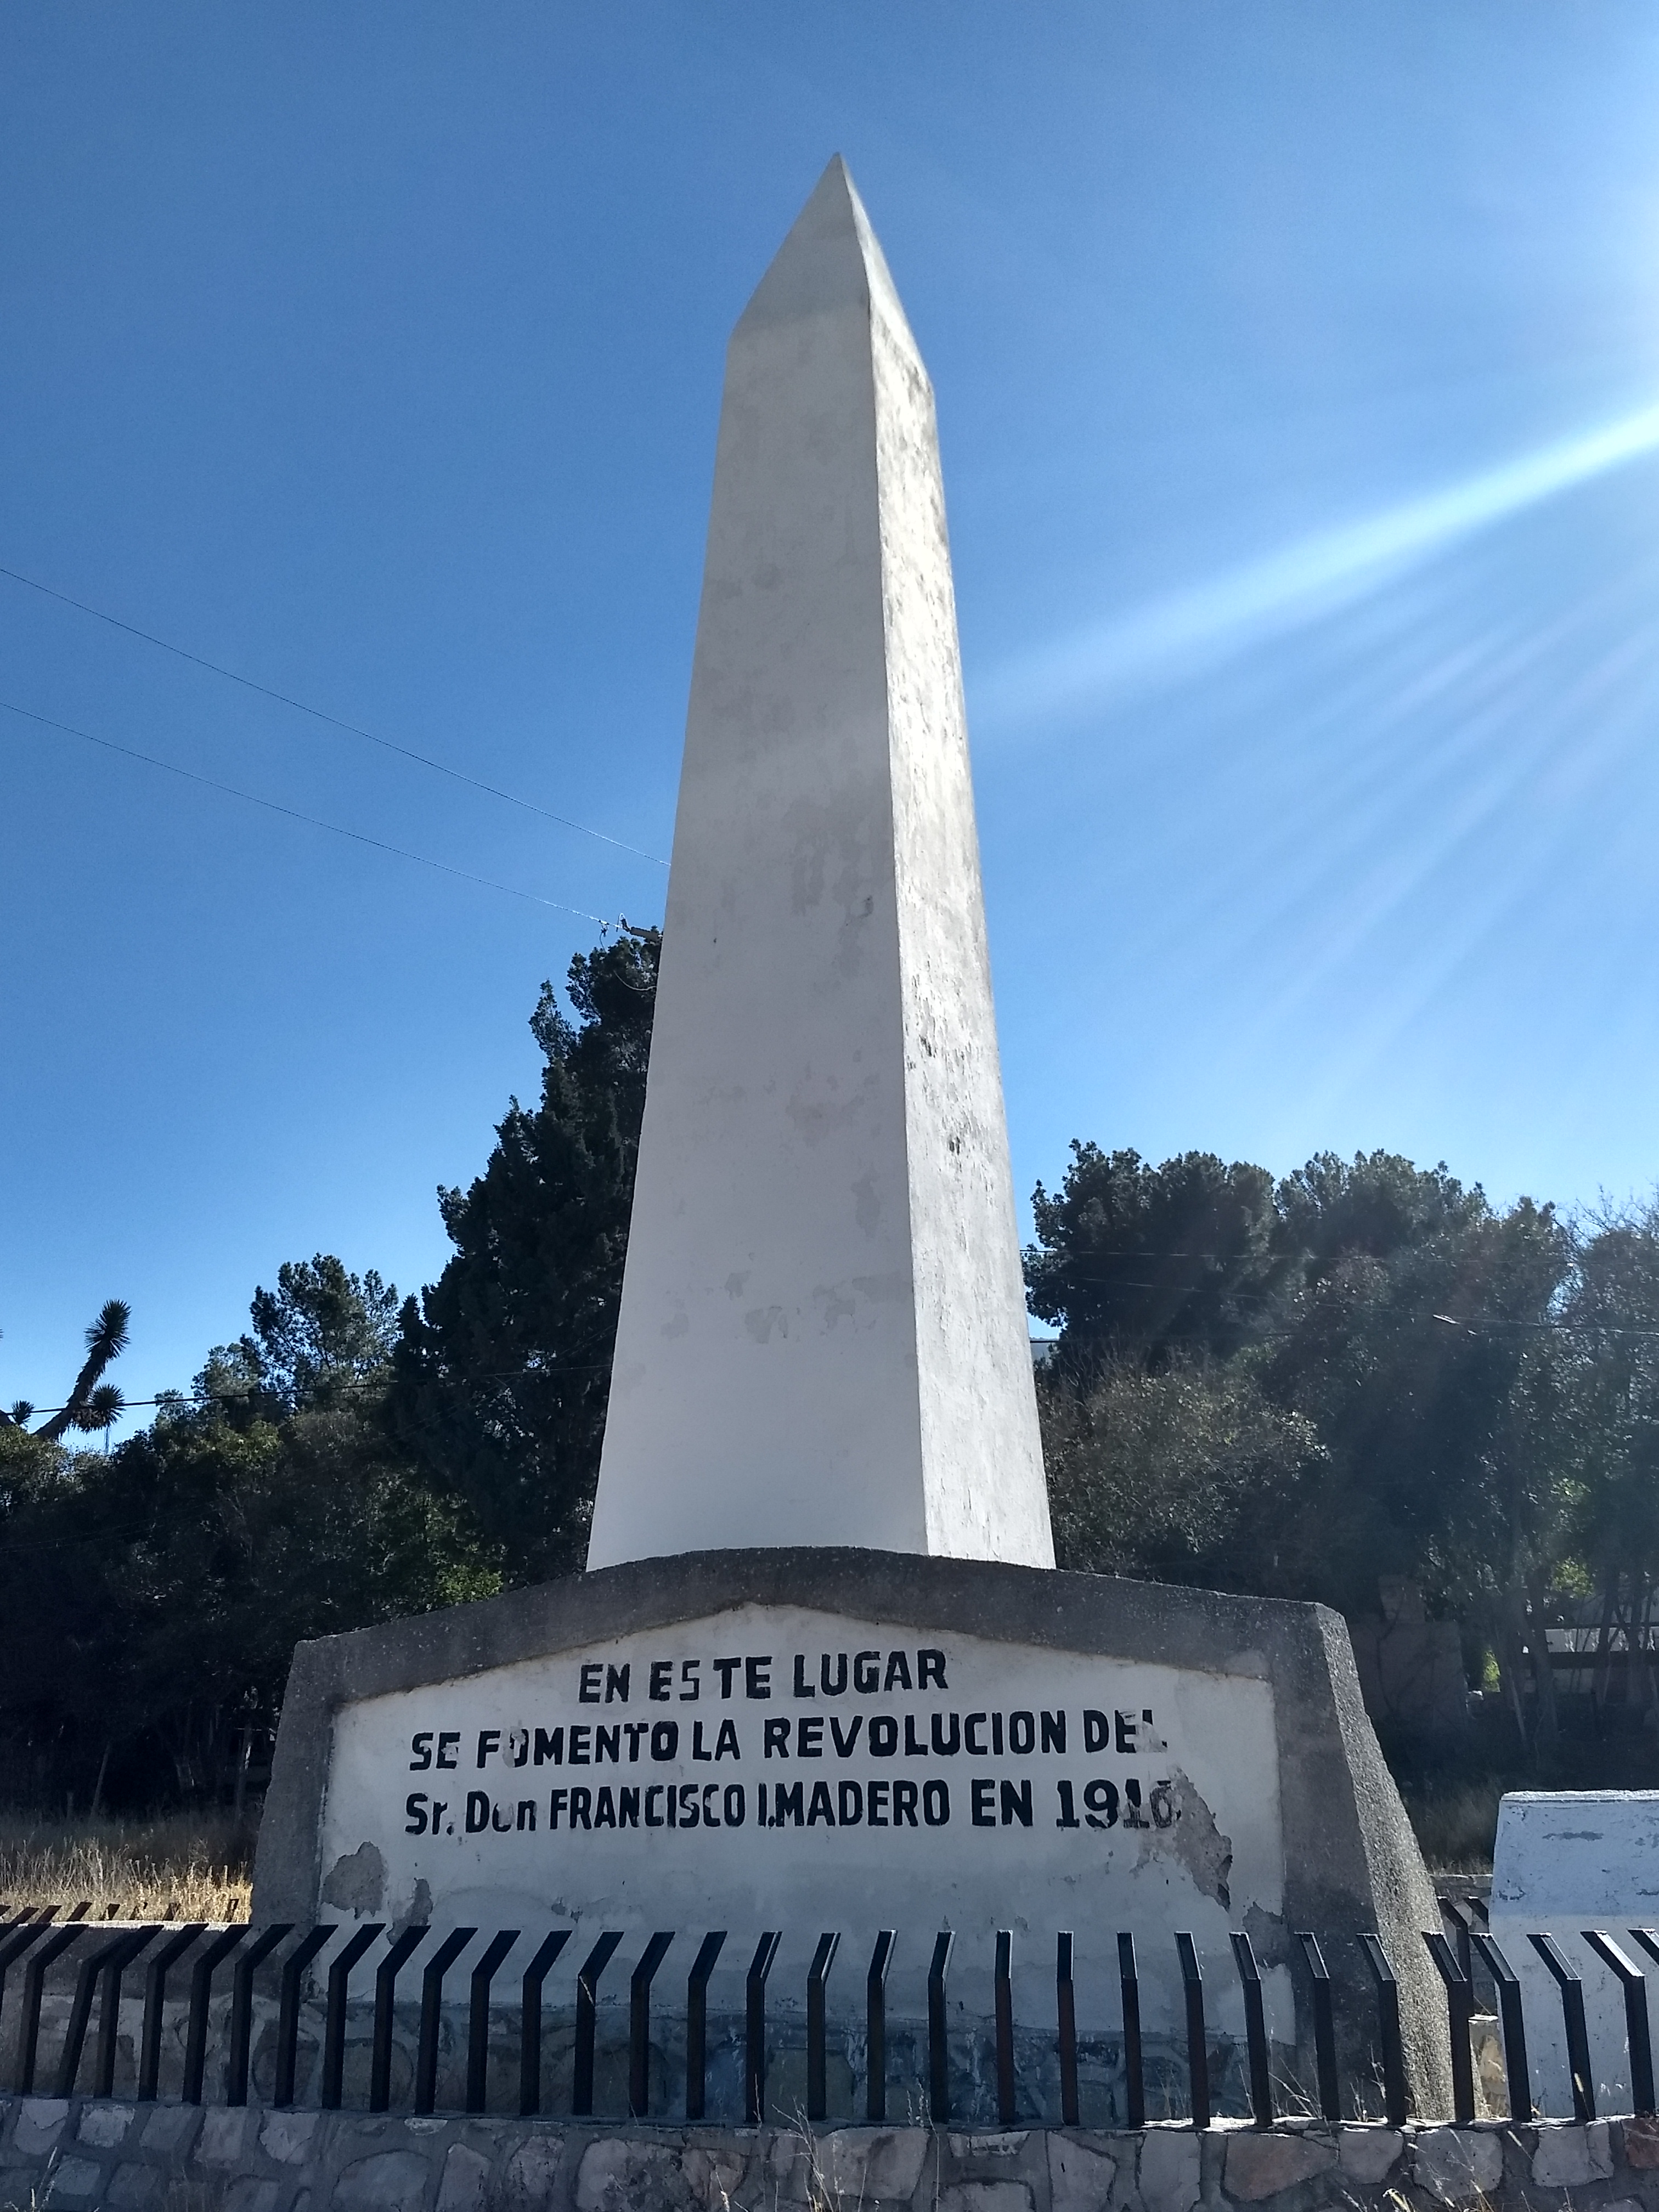 EN ESTE LUGAR
SE FOMENTO LA REVOLUCION DEL
Sr. Don FRANCISCO I.MADERO EN 1910